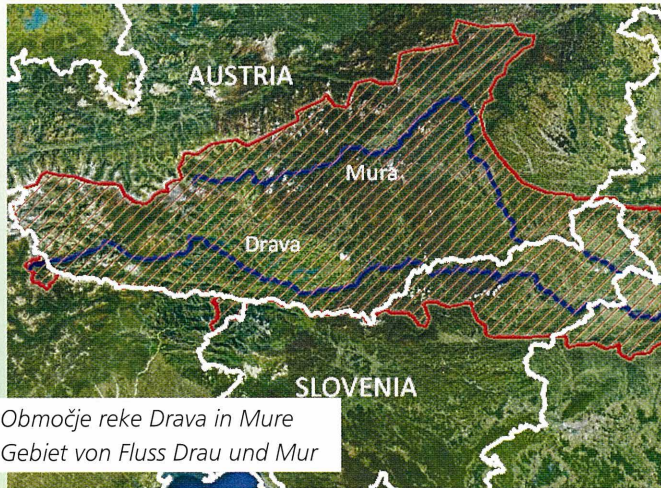 AUSTRIA
Mura
Drava
SLOVENIA
Območje reke Drava in Mure
Gebiet von Fluss Drau und Mur